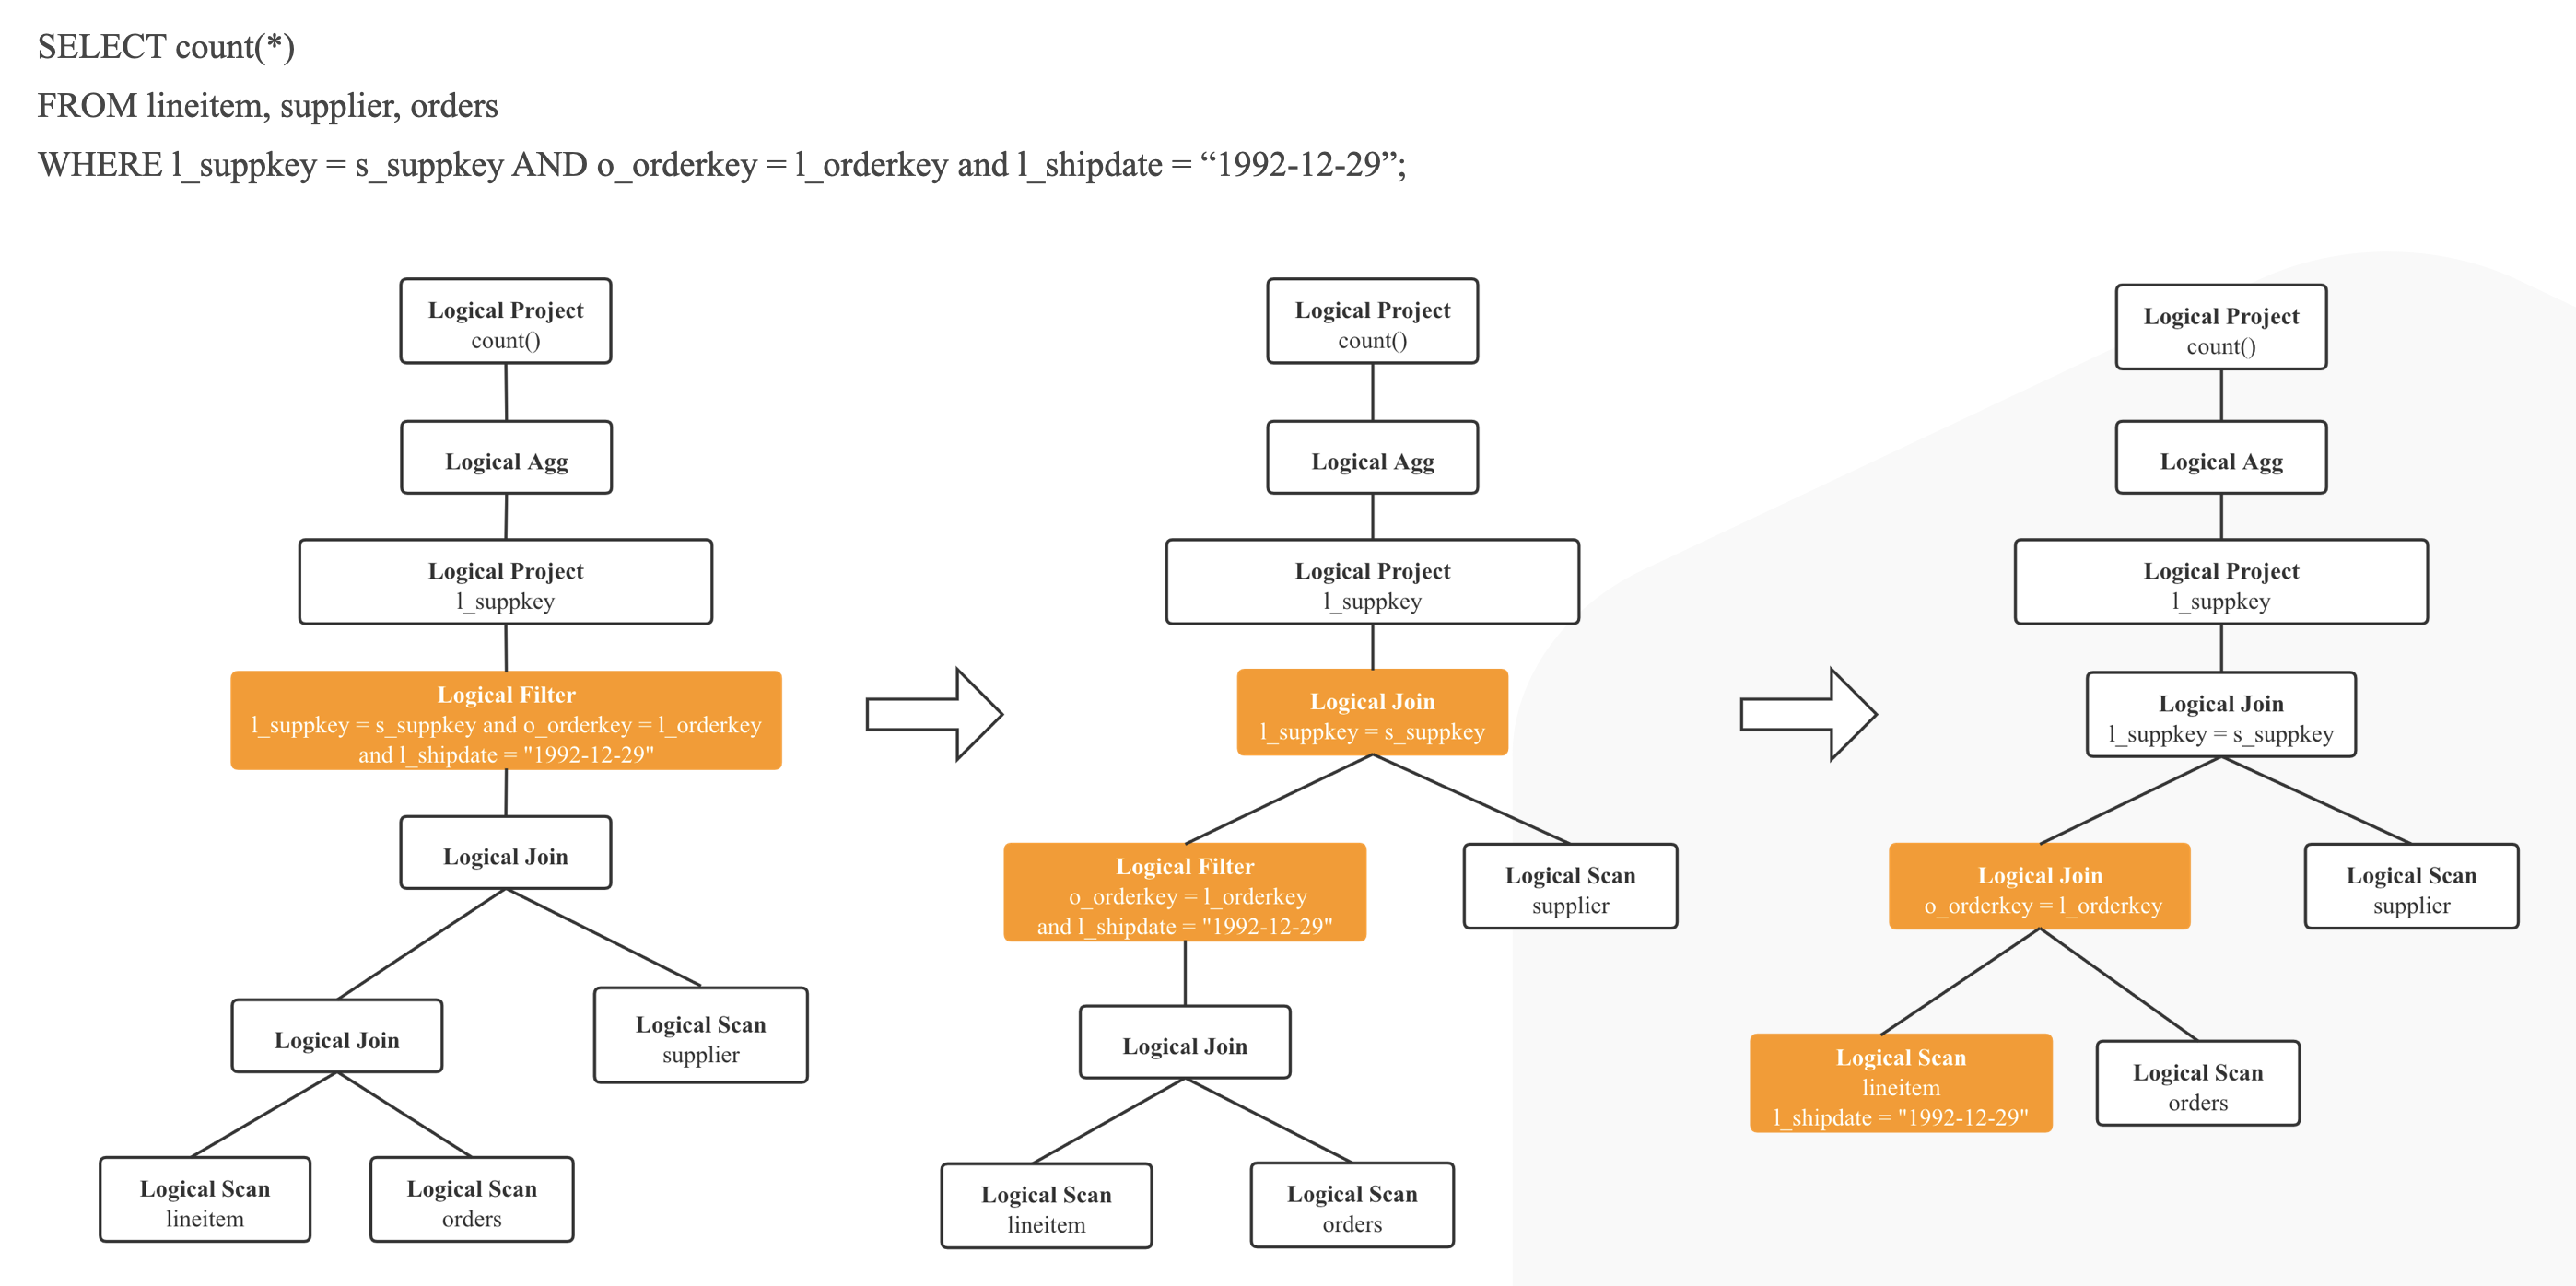 SELECT count(*)
FROM lineitem, supplier, orders
WHERE l_suppkey = s_suppkey AND o_orderkey = l_orderkey and l_shipdate = “1992-12-29”;
Logical Project
count()
Logical Agg
Logical Project
l_suppkey
Logical Filter
l_suppkey = s_suppkey and o_orderkey = l_orderkey
and l_shipdate = "1992-12-29"
Logical Join
Logical Join
Logical Scan
supplier
Logical Scan
lineitem
Logical Scan
orders
Logical Project
count()
Logical Agg
Logical Project
l_suppkey
Logical Join
l_suppkey = s_suppkey
Logical Filter
o_orderkey = l_orderkey
and l_shipdate = "1992-12-29"
Logical Scan
supplier
Logical Join
Logical Scan
lineitem
Logical Scan
orders
Logical Project
count()
Logical Agg
Logical Project
l_suppkey
Logical Join
l_suppkey = s_suppkey
Logical Join
o_orderkey = l_orderkey
Logical Scan
supplier
Logical Scan
lineitem
l_shipdate = "1992-12-29"
Logical Scan
orders